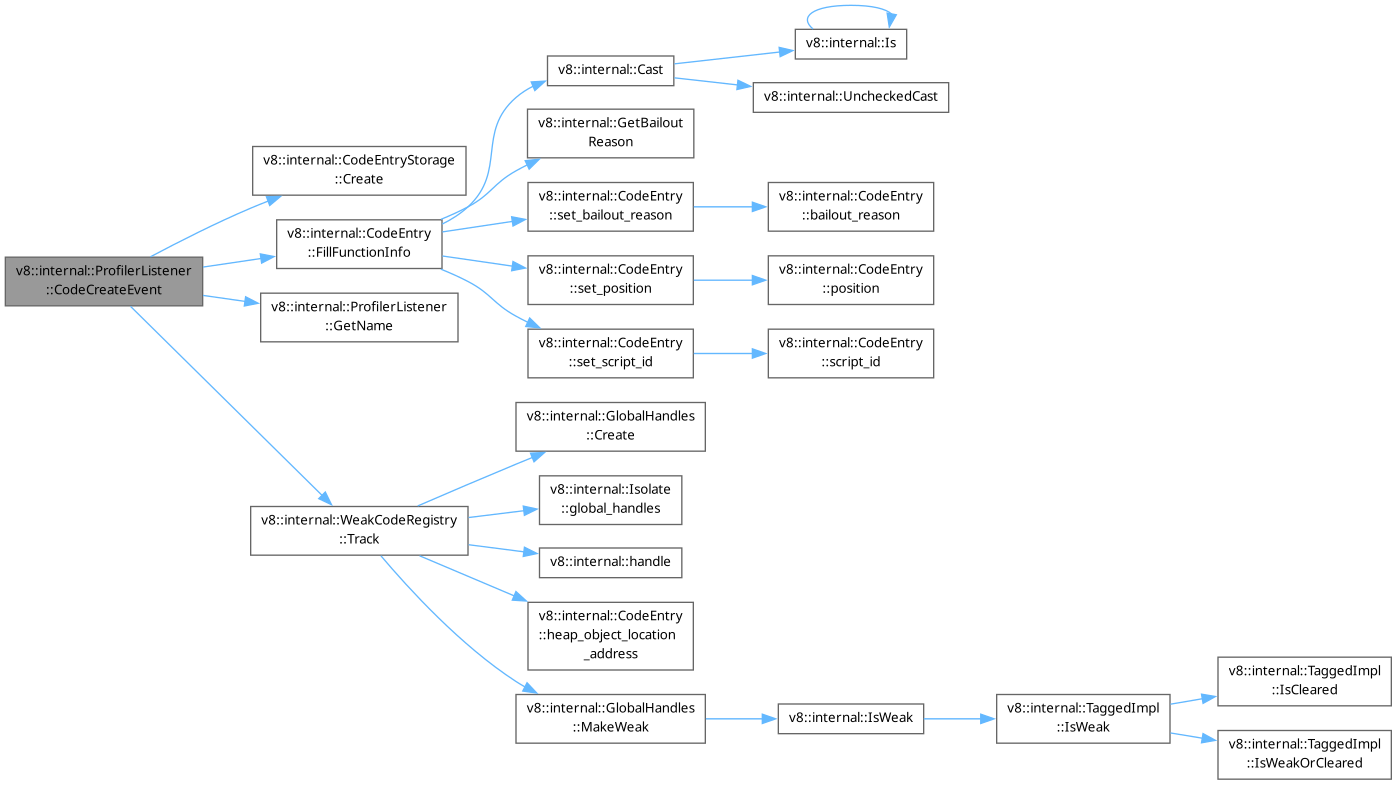 v8::internal::ProfilerListener
::CodeCreateEvent
v8::internal::CodeEntryStorage
::Create
v8::internal::CodeEntry
::FillFunctionInfo
v8::internal::ProfilerListener
::GetName
v8::internal::WeakCodeRegistry
::Track
v8::internal::Cast
v8::internal::GetBailout
Reason
v8::internal::CodeEntry
::set_bailout_reason
v8::internal::CodeEntry
::set_position
v8::internal::CodeEntry
::set_script_id
v8::internal::GlobalHandles
::Create
v8::internal::Isolate
::global_handles
v8::internal::handle
v8::internal::CodeEntry
::heap_object_location
_address
v8::internal::GlobalHandles
::MakeWeak
v8::internal::Is
v8::internal::UncheckedCast
v8::internal::CodeEntry
::bailout_reason
v8::internal::CodeEntry
::position
v8::internal::CodeEntry
::script_id
v8::internal::IsWeak
v8::internal::TaggedImpl
::IsWeak
v8::internal::TaggedImpl
::IsCleared
v8::internal::TaggedImpl
::IsWeakOrCleared